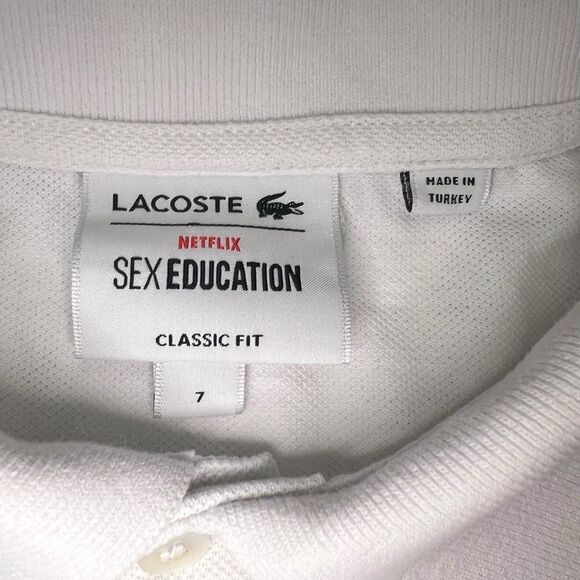 LACOSTE
NETFLIX
SEX EDUCATION
CLASSIC FIT
7
MADE IN
TURKEY